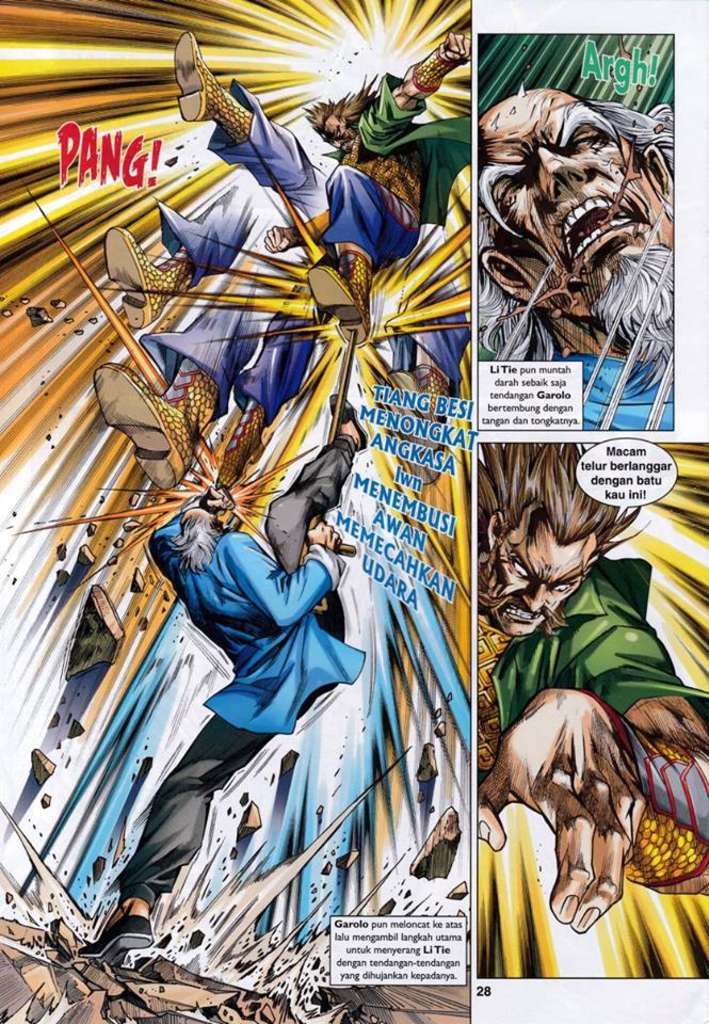 PANG!
TIANG BESI
MENONGKAT
ANGKASA
lwn
MENEMBUSI
AWAN
MEMECAHKAN
UDARA
Garolo pun meloncat ke atas
lalu mengambil langkah utama
untuk menyerang Li Tie
dengan tendangan-tendangan
yang dihujankan kepadanya.
Argh!
Li Tie pun muntah
darah sebaik saja
tendangan Garolo
bertembung dengan
tangan dan tongkatnya.
Macam
telur berlanggar
dengan batu
kau ini!
28